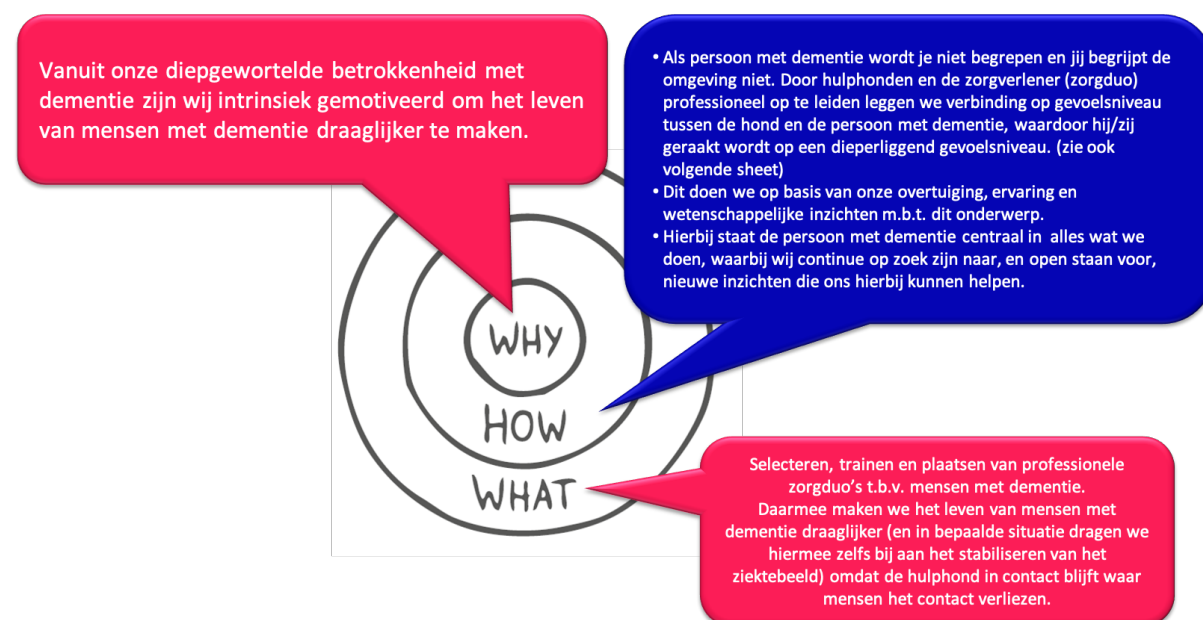 Vanuit onze diepgewortelde betrokkenheid met
dementie zijn wij intrinsiek gemotiveerd om het leven
van mensen met dementie draaglijker te maken.
• Als persoon met dementie wordt je niet begrepen en jij begrijpt de
omgeving niet. Door hulphonden en de zorgverlener (zorgduo)
professioneel op te leiden leggen we verbinding op gevoelsniveau
tussen de hond en de persoon met dementie, waardoor hij/zij
geraakt wordt op een dieperliggend gevoelsniveau. (zie ook
volgende sheet)
• Dit doen we op basis van onze overtuiging, ervaring en
wetenschappelijke inzichten m.b.t. dit onderwerp.
• Hierbij staat de persoon met dementie centraal in alles wat we
doen, waarbij wij continue op zoek zijn naar, en open staan voor,
nieuwe inzichten die ons hierbij kunnen helpen.
WHY
HOW
WHAT
Selecteren, trainen en plaatsen van professionele
zorgduo's t.b.v. mensen met dementie.
Daarmee maken we het leven van mensen met
dementie draaglijker (en in bepaalde situatie dragen we
hiermee zelfs bij aan het stabiliseren van het
ziektebeeld) omdat de hulphond in contact blijft waar
mensen het contact verliezen.